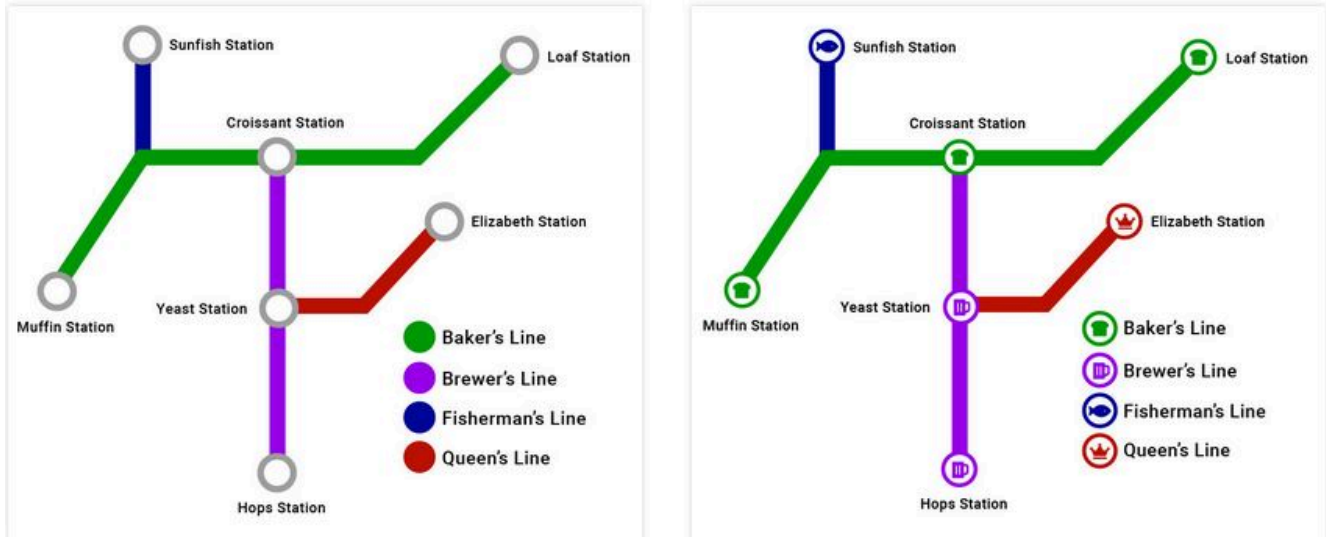 Sunfish Station
Loaf Station
Croissant Station
Elizabeth Station
Yeast Station
Muffin Station
Baker's Line
Brewer's Line
Fisherman's Line
Queen's Line
Hops Station
Sunfish Station
Loaf Station
Croissant Station
Elizabeth Station
Yeast Station
Muffin Station
Baker's Line
Brewer's Line
Fisherman's Line
Queen's Line
Hops Station